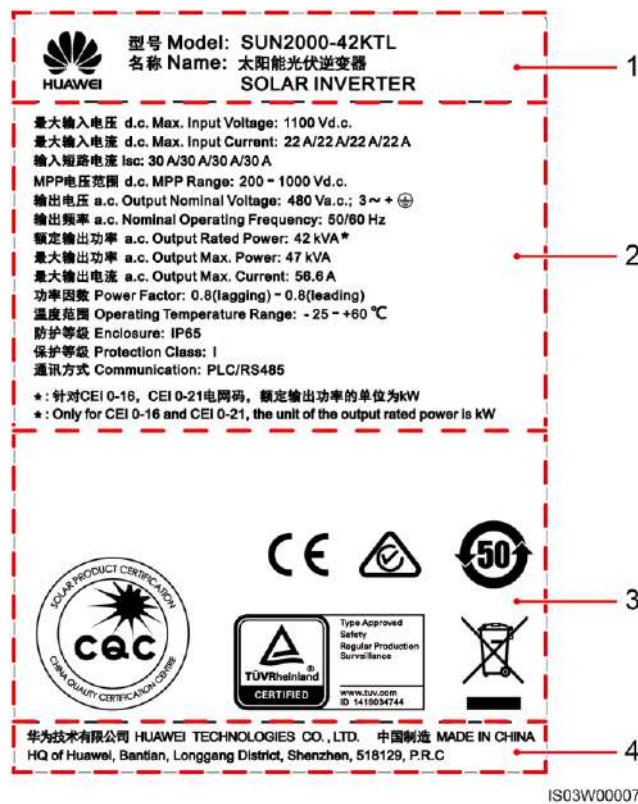 型号 Model: SUN2000-42KTL
名称 Name: 太阳能光伏逆变器
SOLAR INVERTER
HUAWEI
1
最大输入电压 d.c. Max. Input Voltage: 1100 Vd.c.
最大输入电流 d.c. Max. Input Current: 22 A/22 A/22 A/22 A
输入短路电流 Isc: 30 A/30 A/30 A/30 A
MPP电压范围 d.c. MPP Range: 200 - 1000 Vd.c.
输出电压 a.c. Output Nominal Voltage: 480 Va.c.; 3~ + ⏚
输出频率 a.c. Nominal Operating Frequency: 50/60 Hz
额定输出功率 a.c. Output Rated Power: 42 kVA*
最大输出功率 a.c. Output Max. Power: 47 kVA
最大输出电流 a.c. Output Max. Current: 56.6 A
功率因数 Power Factor: 0.8(lagging) - 0.8(leading)
温度范围 Operating Temperature Range: - 25 - +60 ℃
防护等级 Enclosure: IP65
保护等级 Protection Class: I
通讯方式 Communication: PLC/RS485
*: 针对CEI 0-16, CEI 0-21电网码, 额定输出功率的单位为kW
*: Only for CEI 0-16 and CEI 0-21, the unit of the output rated power is kW
2
CE
50
SOLAR PRODUCT CERTIFICATION
CQC
CHINA QUALITY CERTIFICATION CENTRE
TÜVRheinland®
CERTIFIED
Type Approved
Safety
Regular Production
Surveillance
www.tuv.com
ID 1419034744
3
华为技术有限公司 HUAWEI TECHNOLOGIES CO., LTD. 中国制造 MADE IN CHINA
HQ of Huawei, Bantian, Longgang District, Shenzhen, 518129, P.R.C
4
IS03W00007